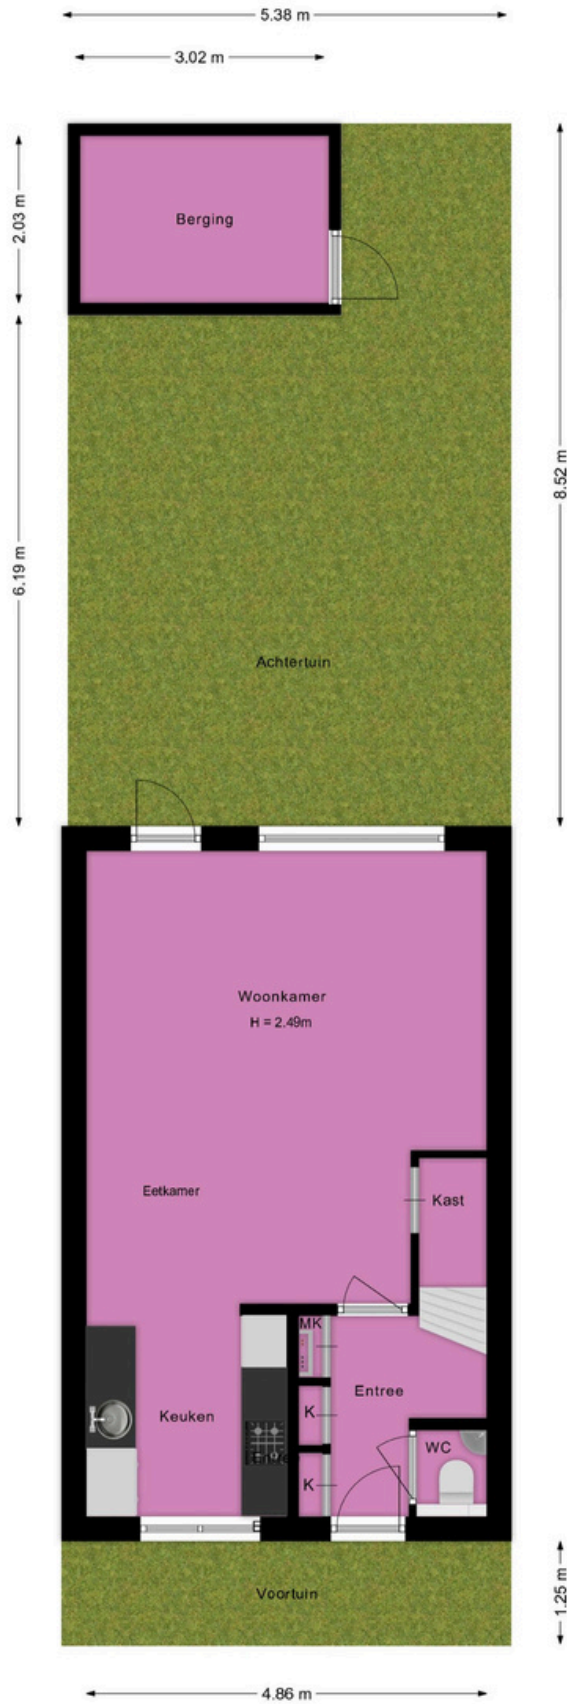 5.38 m
3.02 m
2.03 m
Berging
8.52 m
6.19 m
Achtertuin
Woonkamer
H = 2.49m
Eetkamer
Kast
MK
Entree
K
Keuken
WC
K
Voortuin
1.25 m
4.86 m